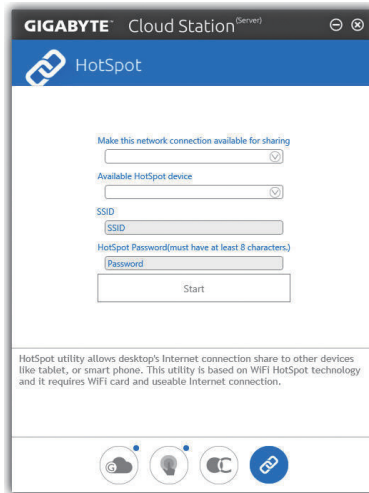 GIGABYTE™ Cloud Station (Server)
HotSpot
Make this network connection available for sharing
Available HotSpot device
SSID
SSID
HotSpot Password(must have at least 8 characters.)
Password
Start
HotSpot utility allows desktop's Internet connection share to other devices
like tablet, or smart phone. This utility is based on WiFi HotSpot technology
and it requires WiFi card and useable Internet connection.
G